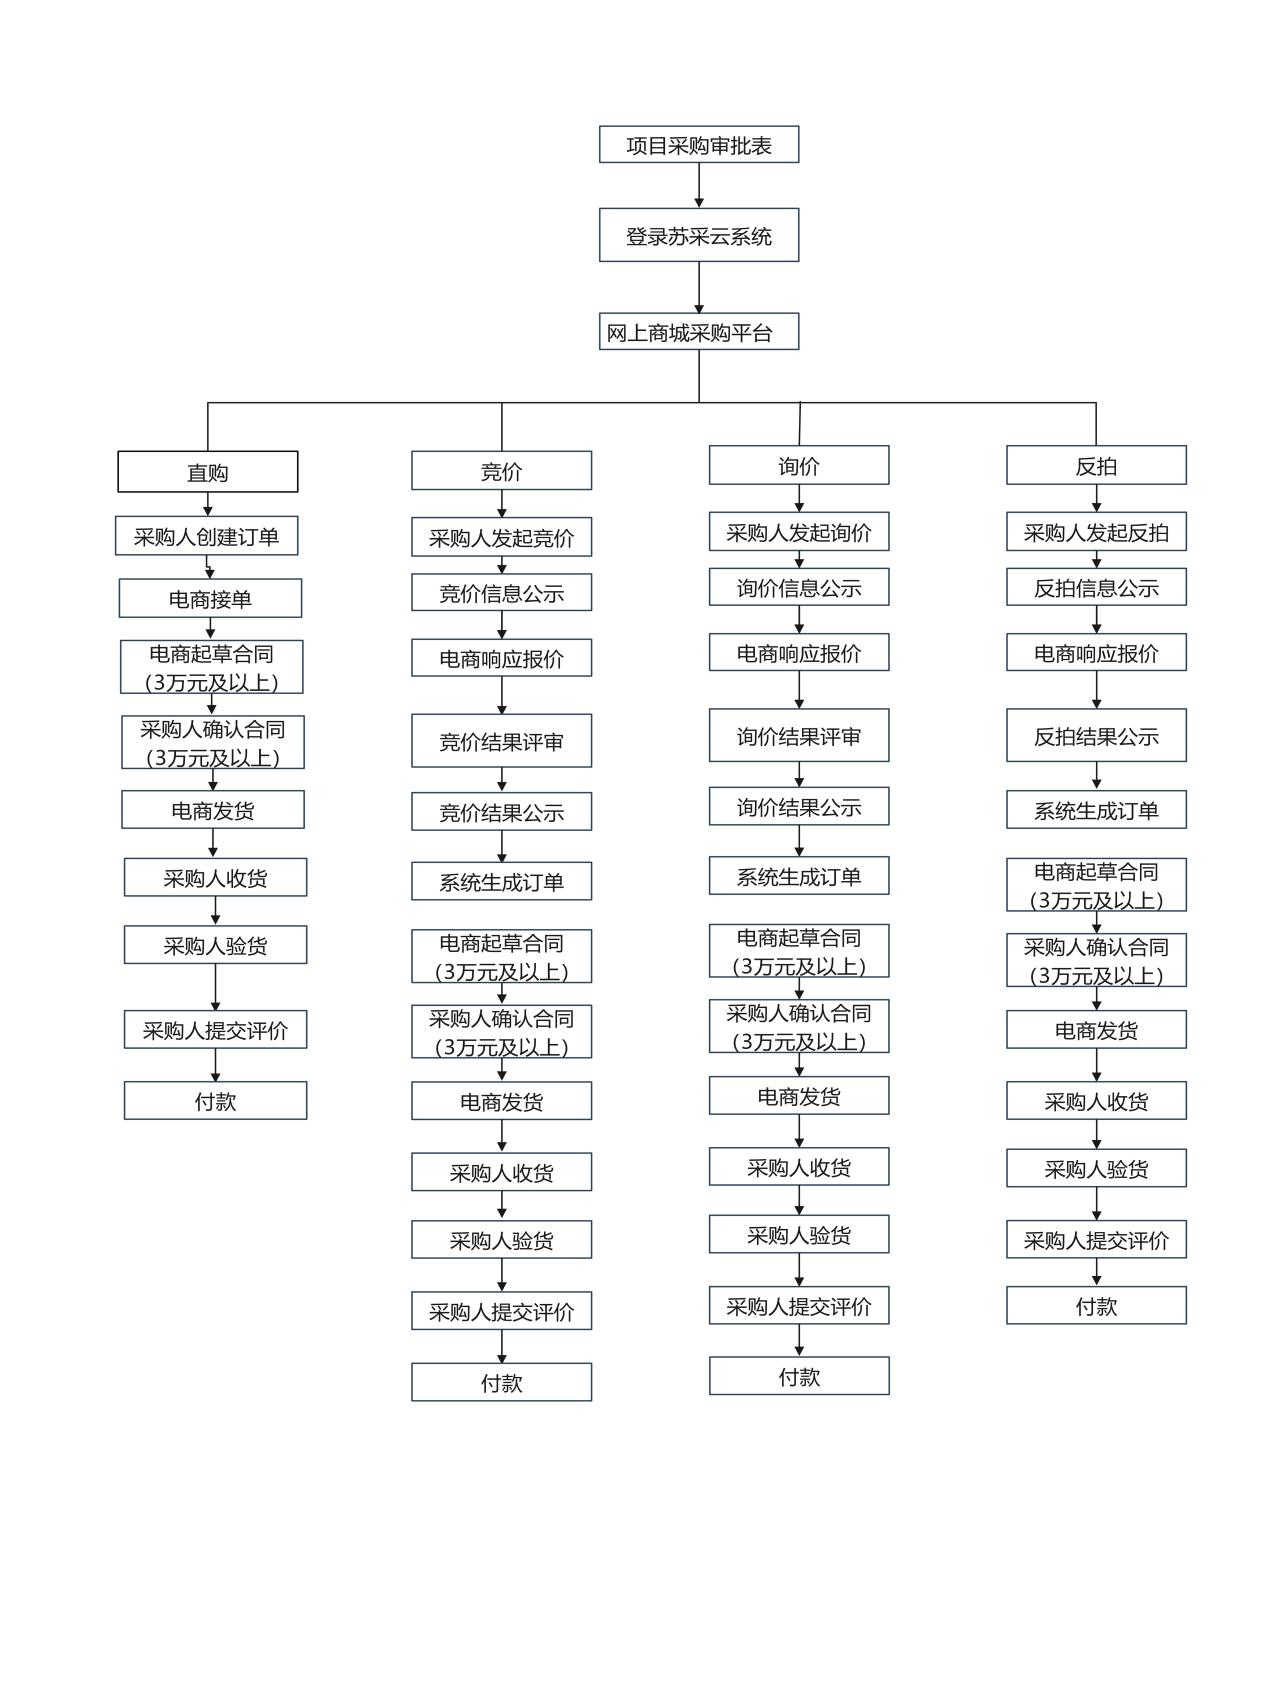 项目采购审批表
登录苏采云系统
网上商城采购平台
直购
采购人创建订单
电商接单
电商起草合同
（3万元及以上）
采购人确认合同
（3万元及以上）
电商发货
采购人收货
采购人验货
采购人提交评价
付款
竞价
采购人发起竞价
竞价信息公示
电商响应报价
竞价结果评审
竞价结果公示
系统生成订单
电商起草合同
（3万元及以上）
采购人确认合同
（3万元及以上）
电商发货
采购人收货
采购人验货
采购人提交评价
付款
询价
采购人发起询价
询价信息公示
电商响应报价
询价结果评审
询价结果公示
系统生成订单
电商起草合同
（3万元及以上）
采购人确认合同
（3万元及以上）
电商发货
采购人收货
采购人验货
采购人提交评价
付款
反拍
采购人发起反拍
反拍信息公示
电商响应报价
反拍结果公示
系统生成订单
电商起草合同
（3万元及以上）
采购人确认合同
（3万元及以上）
电商发货
采购人收货
采购人验货
采购人提交评价
付款